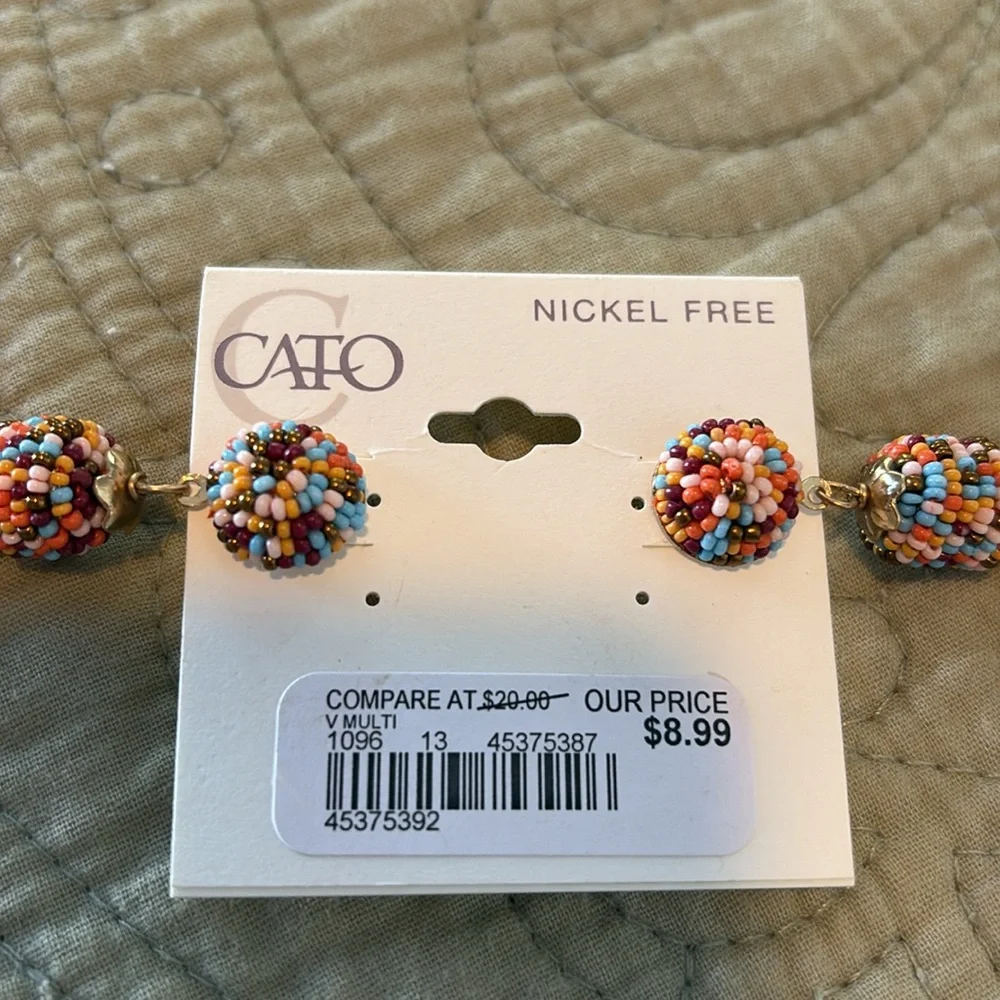 CATO
NICKEL FREE
COMPARE AT $20.00 OUR PRICE
V MULTI $8.99
1096 13 45375387
45375392